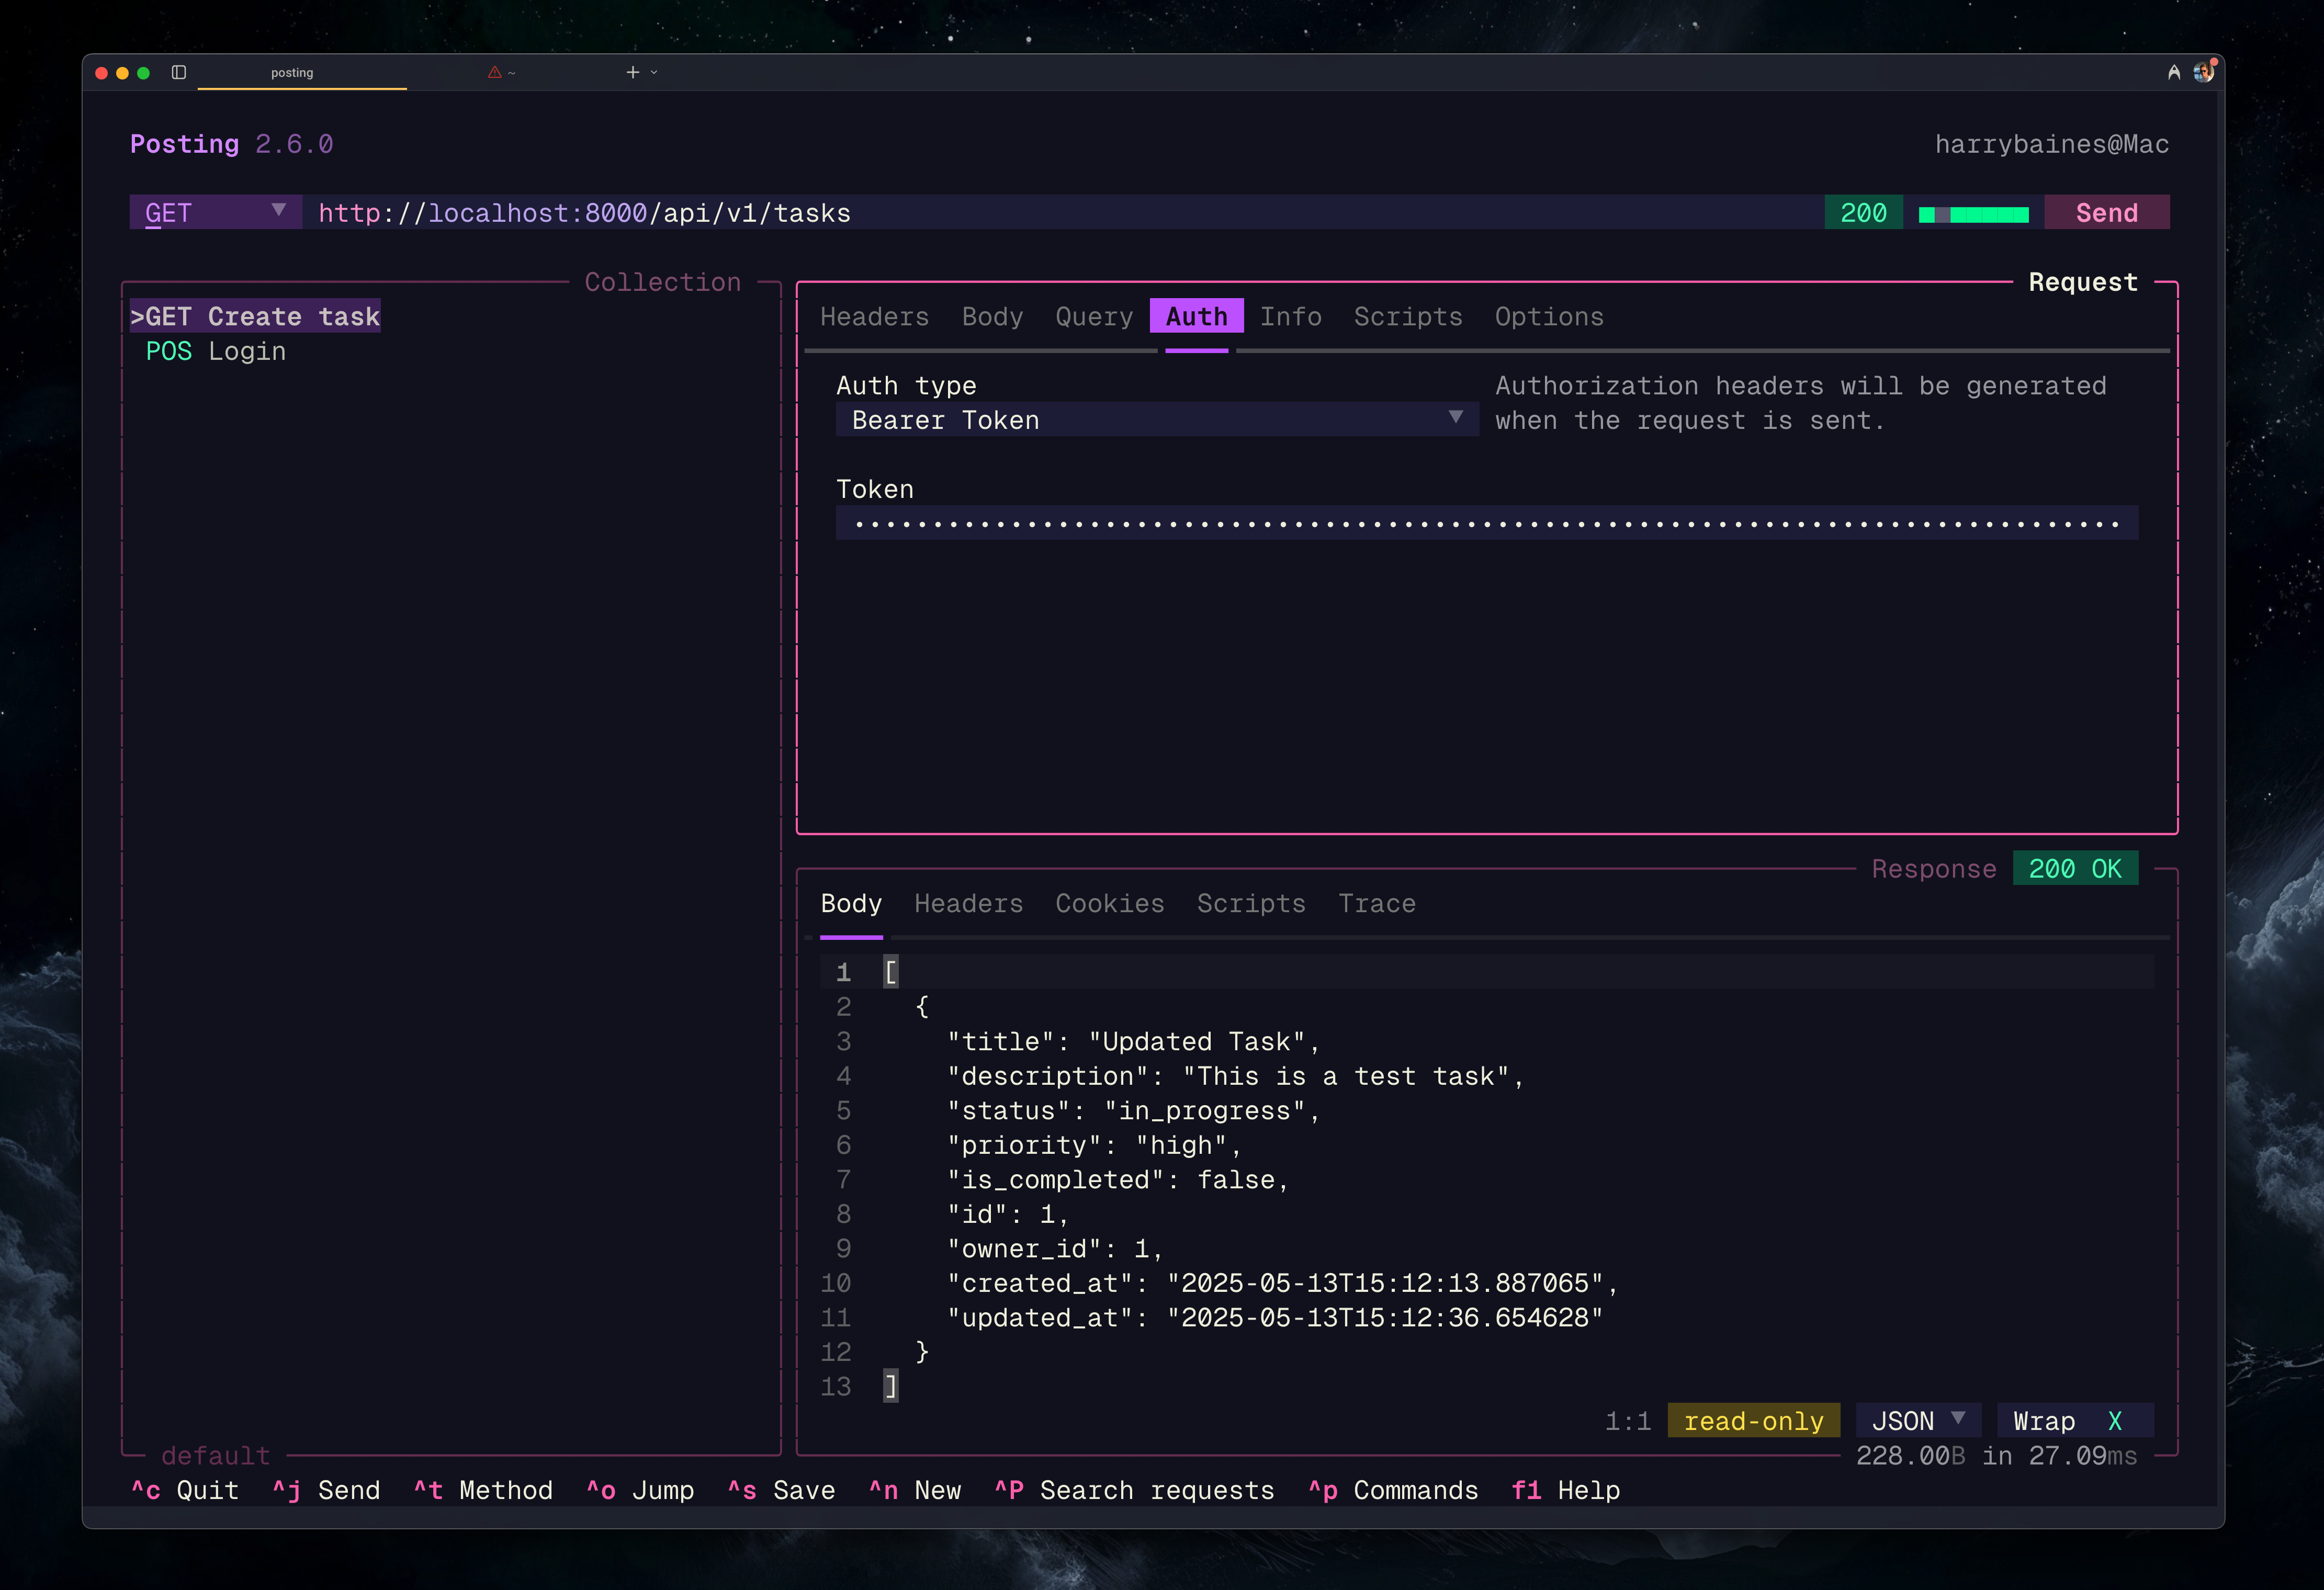 posting
~
Posting 2.6.0
harrybaines@Mac
GET http://localhost:8000/api/v1/tasks 200 Send
Collection
>GET Create task
POS Login
default
Request
Headers Body Query Auth Info Scripts Options
Auth type
Bearer Token
Authorization headers will be generated
when the request is sent.
Token
Response 200 OK
Body Headers Cookies Scripts Trace
1 [
2 {
3 "title": "Updated Task",
4 "description": "This is a test task",
5 "status": "in_progress",
6 "priority": "high",
7 "is_completed": false,
8 "id": 1,
9 "owner_id": 1,
10 "created_at": "2025-05-13T15:12:13.887065",
11 "updated_at": "2025-05-13T15:12:36.654628"
12 }
13 ]
1:1 read-only JSON Wrap X
228.00B in 27.09ms
^c Quit ^j Send ^t Method ^o Jump ^s Save ^n New ^P Search requests ^p Commands f1 Help